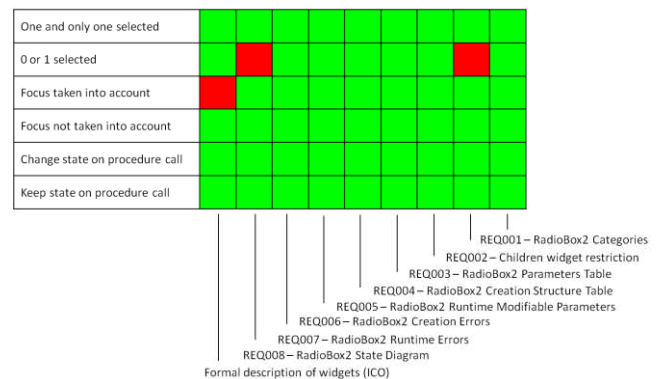 One and only one selected
0 or 1 selected
Focus taken into account
Focus not taken into account
Change state on procedure call
Keep state on procedure call
REQ001 – RadioBox2 Categories
REQ002 – Children widget restriction
REQ003 – RadioBox2 Parameters Table
REQ004 – RadioBox2 Creation Structure Table
REQ005 – RadioBox2 Runtime Modifiable Parameters
REQ006 – RadioBox2 Creation Errors
REQ007 – RadioBox2 Runtime Errors
REQ008 – RadioBox2 State Diagram
Formal description of widgets (ICO)